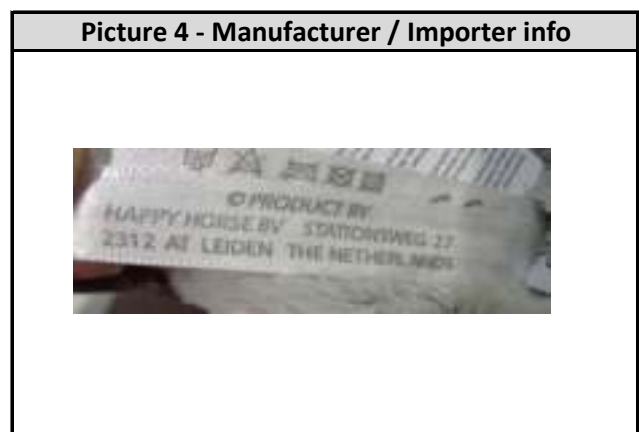 Picture 4 - Manufacturer / Importer info
© PRODUCT BY
HAPPY HORSE BV STATIONSWEG 27
2312 AT LEIDEN THE NETHERLANDS